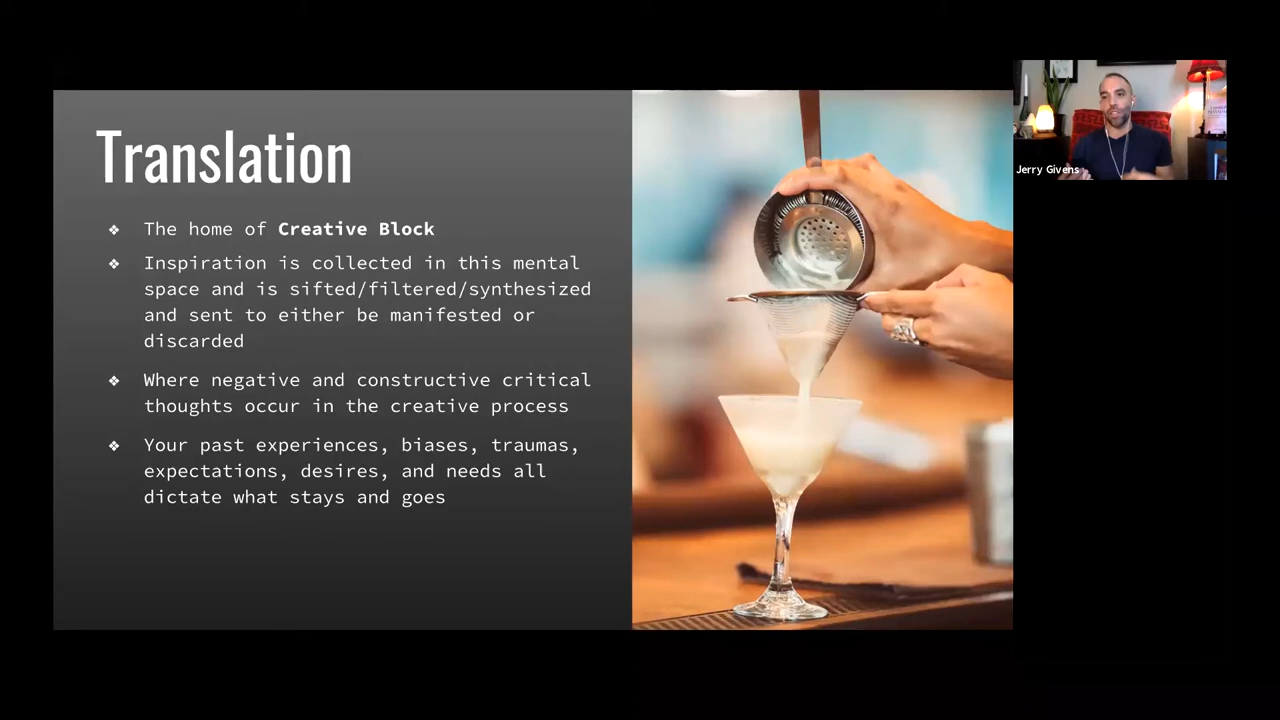 Translation
❖ The home of Creative Block
❖ Inspiration is collected in this mental
space and is sifted/filtered/synthesized
and sent to either be manifested or
discarded
❖ Where negative and constructive critical
thoughts occur in the creative process
❖ Your past experiences, biases, traumas,
expectations, desires, and needs all
dictate what stays and goes
Jerry Givens